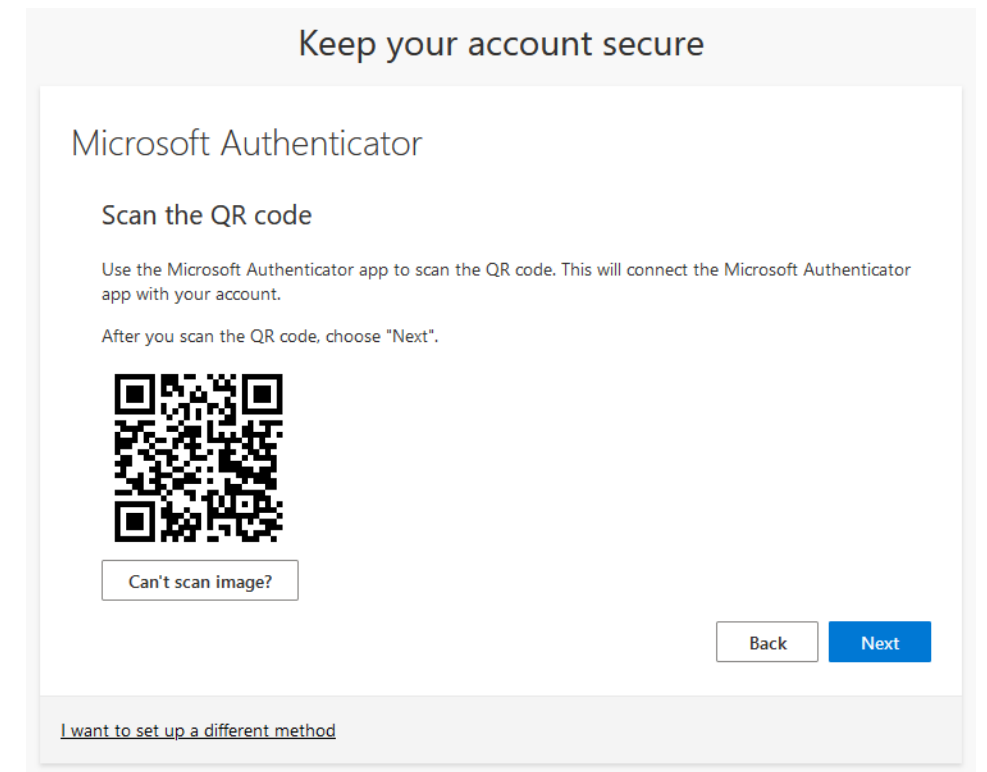 Keep your account secure
Microsoft Authenticator
Scan the QR code
Use the Microsoft Authenticator app to scan the QR code. This will connect the Microsoft Authenticator
app with your account.
After you scan the QR code, choose "Next".
Can't scan image?
Back
Next
I want to set up a different method